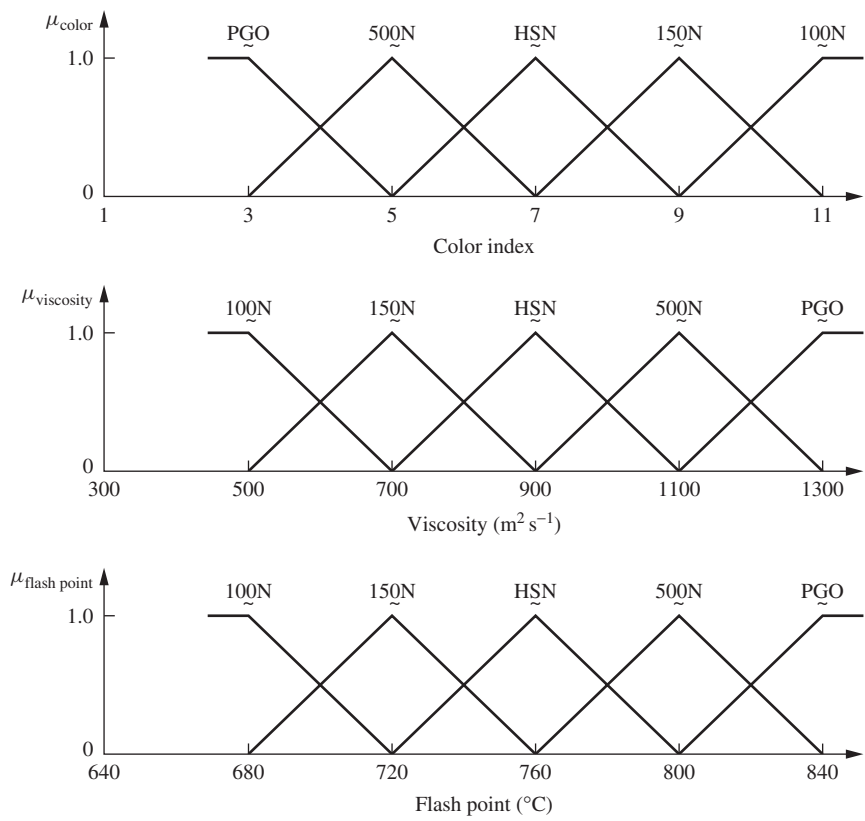 μcolor
PGO 500N HSN 150N 100N
~ ~ ~ ~ ~
1.0
0
1 3 5 7 9 11
Color index
μviscosity
100N 150N HSN 500N PGO
~ ~ ~ ~ ~
1.0
0
300 500 700 900 1100 1300
Viscosity (m² s⁻¹)
μflash point
100N 150N HSN 500N PGO
~ ~ ~ ~ ~
1.0
0
640 680 720 760 800 840
Flash point (°C)